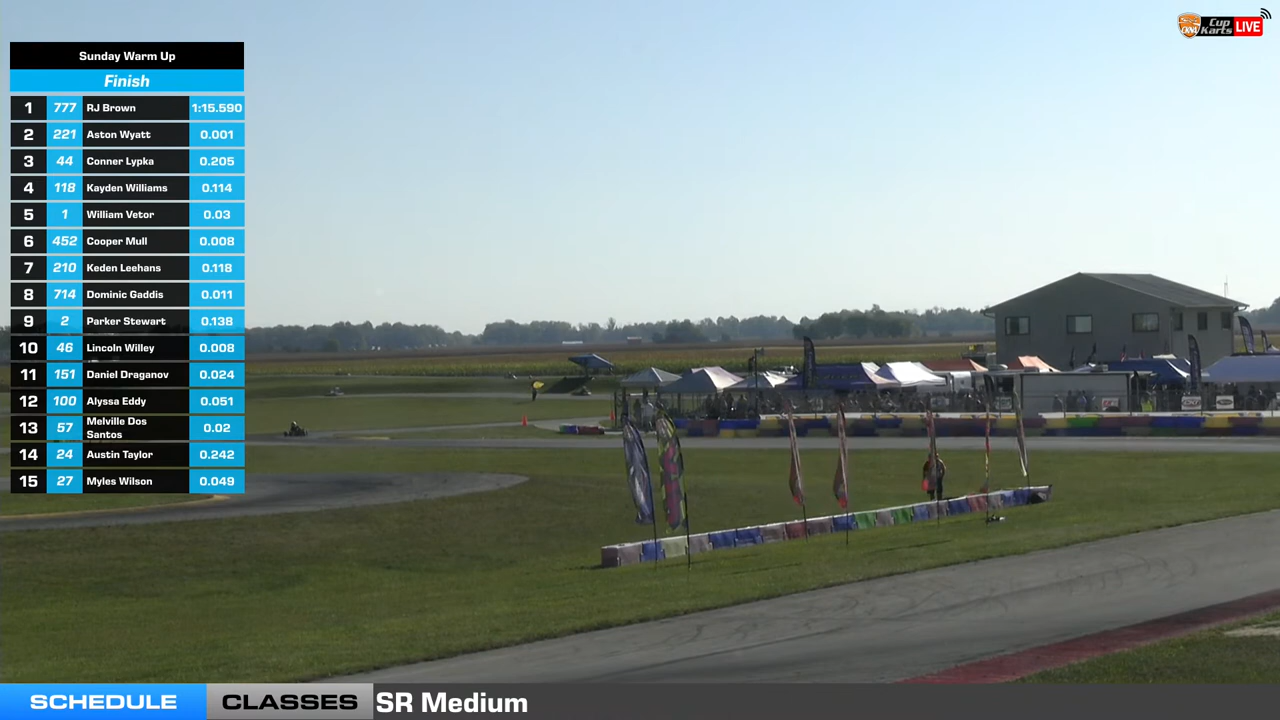 Cup
Karts
LIVE
Sunday Warm Up
Finish
1 777 RJ Brown 1:15.590
2 221 Aston Wyatt 0.001
3 44 Conner Lypka 0.205
4 118 Kayden Williams 0.114
5 1 William Vetor 0.03
6 452 Cooper Mull 0.008
7 210 Keden Leehans 0.118
8 714 Dominic Gaddis 0.011
9 2 Parker Stewart 0.138
10 46 Lincoln Willey 0.008
11 151 Daniel Draganov 0.024
12 100 Alyssa Eddy 0.051
13 57 Melville Dos
Santos 0.02
14 24 Austin Taylor 0.242
15 27 Myles Wilson 0.049
SCHEDULE CLASSES SR Medium